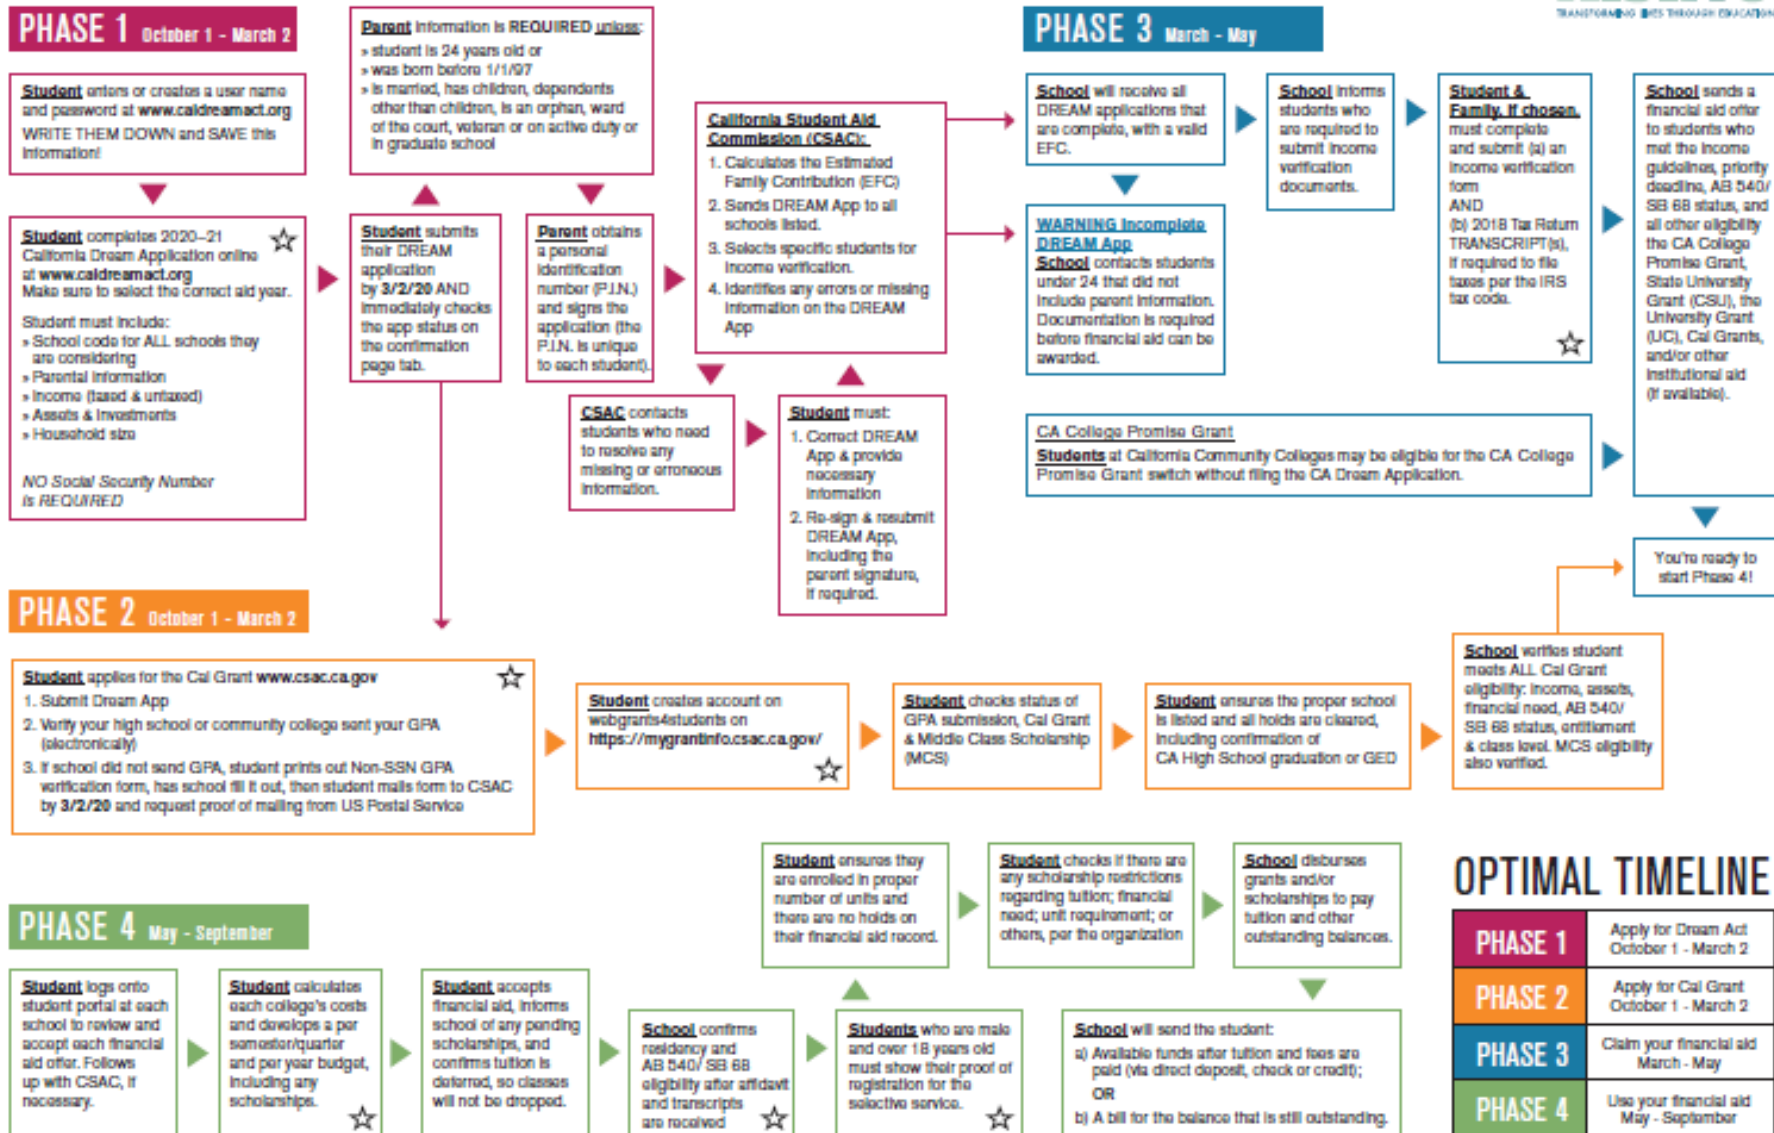 TRANSFORMING LIVES THROUGH EDUCATION
PHASE 1 October 1 - March 2
Student enters or creates a user name
and password at www.caldreamact.org
WRITE THEM DOWN and SAVE this
Information!
Student completes 2020–21
California Dream Application online
at www.caldreamact.org
Make sure to select the correct aid year.
Student must include:
» School code for ALL schools they
are considering
» Parental Information
» Income (taxed & untaxed)
» Assets & Investments
» Household size
NO Social Security Number
is REQUIRED
Parent Information is REQUIRED unless:
» student is 24 years old or
» was born before 1/1/97
» is married, has children, dependents
other than children, is an orphan, ward
of the court, veteran or on active duty or
in graduate school
Student submits
their DREAM
application
by 3/2/20 AND
immediately checks
the app status on
the confirmation
page tab.
Parent obtains
a personal
identification
number (P.I.N.)
and signs the
application (the
P.I.N. is unique
to each student).
California Student Aid
Commission (CSAC):
1. Calculates the Estimated
Family Contribution (EFC)
2. Sends DREAM App to all
schools listed.
3. Selects specific students for
income verification.
4. Identifies any errors or missing
information on the DREAM
App
CSAC contacts
students who need
to resolve any
missing or erroneous
information.
Student must:
1. Correct DREAM
App & provide
necessary
information
2. Re-sign & resubmit
DREAM App,
including the
parent signature,
if required.
PHASE 3 March - May
School will receive all
DREAM applications that
are complete, with a valid
EFC.
WARNING Incomplete
DREAM App
School contacts students
under 24 that did not
include parent information.
Documentation is required
before financial aid can be
awarded.
School informs
students who
are required to
submit income
verification
documents.
Student &
Family, if chosen,
must complete
and submit (a) an
income verification
form
AND
(b) 2018 Tax Return
TRANSCRIPT(s),
if required to file
taxes per the IRS
tax code.
School sends a
financial aid offer
to students who
met the income
guidelines, priority
deadline, AB 540/
SB 68 status, and
all other eligibility
the CA College
Promise Grant,
State University
Grant (CSU), the
University Grant
(UC), Cal Grants,
and/or other
institutional aid
(if available).
CA College Promise Grant
Students at California Community Colleges may be eligible for the CA College
Promise Grant switch without filing the CA Dream Application.
You're ready to
start Phase 4!
PHASE 2 October 1 - March 2
Student applies for the Cal Grant www.csac.ca.gov
1. Submit Dream App
2. Verify your high school or community college sent your GPA
(electronically)
3. If school did not send GPA, student prints out Non-SSN GPA
verification form, has school fill it out, then student mails form to CSAC
by 3/2/20 and request proof of mailing from US Postal Service
Student creates account on
webgrants4students on
https://mygrantinfo.csac.ca.gov/
Student checks status of
GPA submission, Cal Grant
& Middle Class Scholarship
(MCS)
Student ensures the proper school
is listed and all holds are cleared,
including confirmation of
CA High School graduation or GED
School verifies student
meets ALL Cal Grant
eligibility: income, assets,
financial need, AB 540/
SB 68 status, entitlement
& class level. MCS eligibility
also verified.
PHASE 4 May - September
Student logs onto
student portal at each
school to review and
accept each financial
aid offer. Follows
up with CSAC, if
necessary.
Student calculates
each college's costs
and develops a per
semester/quarter
and per year budget,
including any
scholarships.
Student accepts
financial aid, informs
school of any pending
scholarships, and
confirms tuition is
deferred, so classes
will not be dropped.
School confirms
residency and
AB 540/ SB 68
eligibility after affidavit
and transcripts
are received
Students who are male
and over 18 years old
must show their proof of
registration for the
selective service.
Student ensures they
are enrolled in proper
number of units and
there are no holds on
their financial aid record.
Student checks if there are
any scholarship restrictions
regarding tuition; financial
need; unit requirement; or
others, per the organization
School disburses
grants and/or
scholarships to pay
tuition and other
outstanding balances.
School will send the student:
a) Available funds after tuition and fees are
paid (via direct deposit, check or credit);
OR
b) A bill for the balance that is still outstanding.
OPTIMAL TIMELINE
PHASE 1 Apply for Dream Act
October 1 - March 2
PHASE 2 Apply for Cal Grant
October 1 - March 2
PHASE 3 Claim your financial aid
March - May
PHASE 4 Use your financial aid
May - September